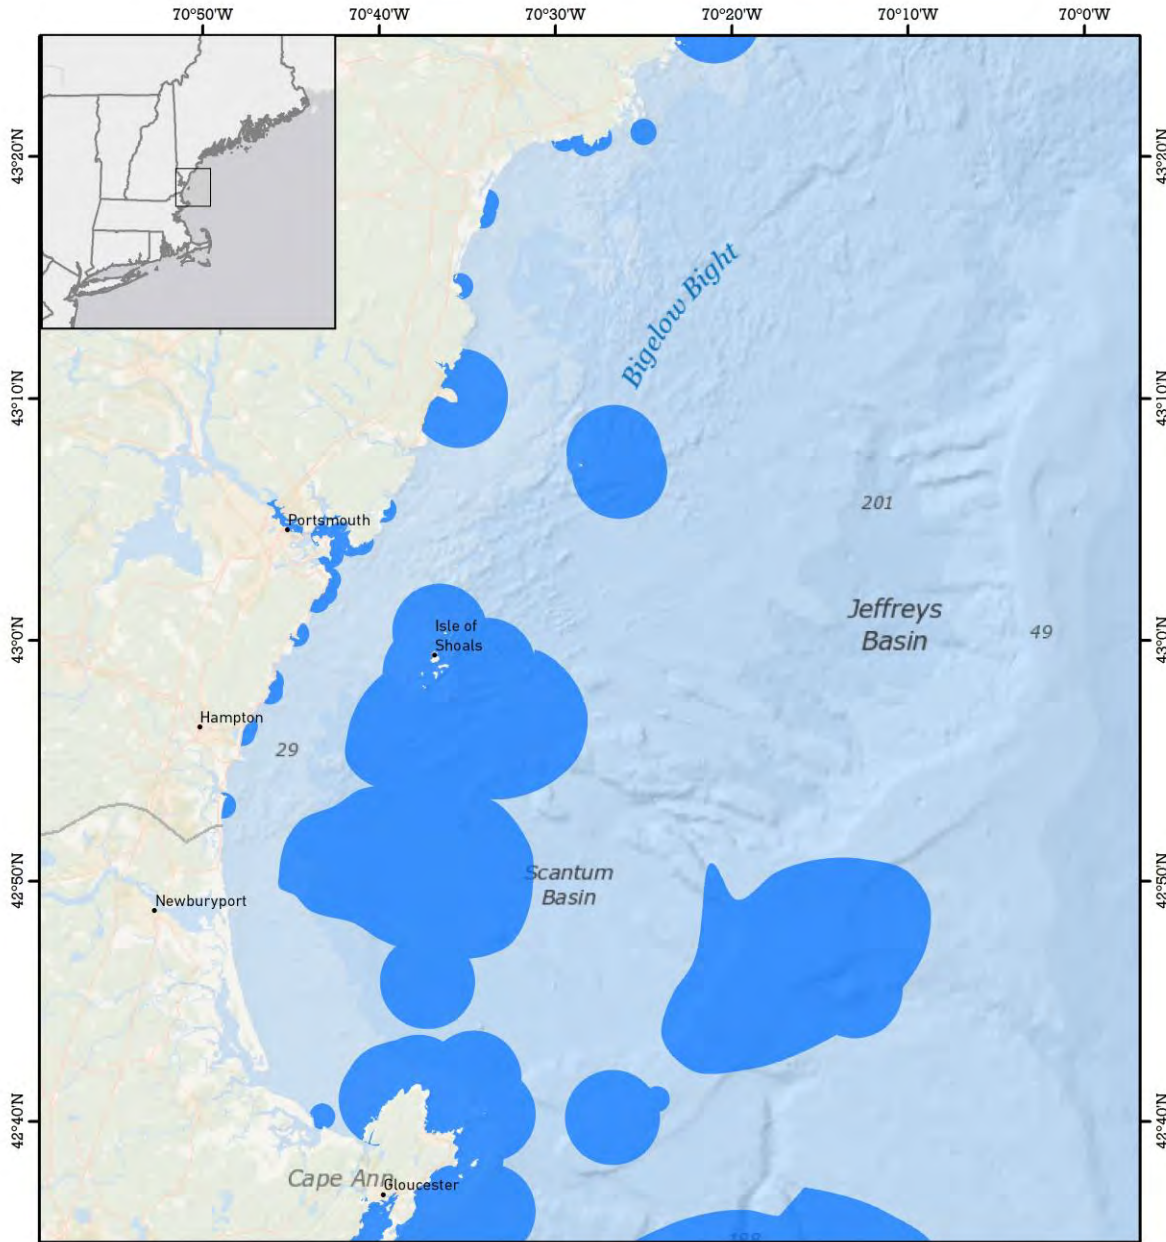 70°50'W 70°40'W 70°30'W 70°20'W 70°10'W 70°0'W
43°20'N 43°20'N
Bigelow Bight
43°10'N 43°10'N
201
Portsmouth
Jeffreys
Basin
Isle of
Shoals
49
43°0'N 43°0'N
Hampton
29
Scantum
Basin
42°50'N 42°50'N
Newburyport
42°40'N 42°40'N
Cape Ann
Gloucester
188